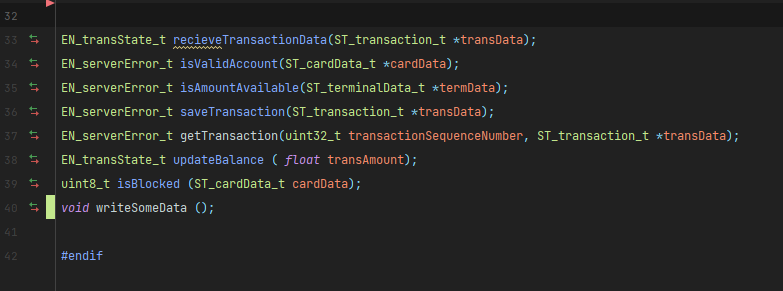 32
33 EN_transState_t recieveTransactionData(ST_transaction_t *transData);
34 EN_serverError_t isValidAccount(ST_cardData_t *cardData);
35 EN_serverError_t isAmountAvailable(ST_terminalData_t *termData);
36 EN_serverError_t saveTransaction(ST_transaction_t *transData);
37 EN_serverError_t getTransaction(uint32_t transactionSequenceNumber, ST_transaction_t *transData);
38 EN_transState_t updateBalance ( float transAmount);
39 uint8_t isBlocked (ST_cardData_t cardData);
40 void writeSomeData ();
41
42 #endif